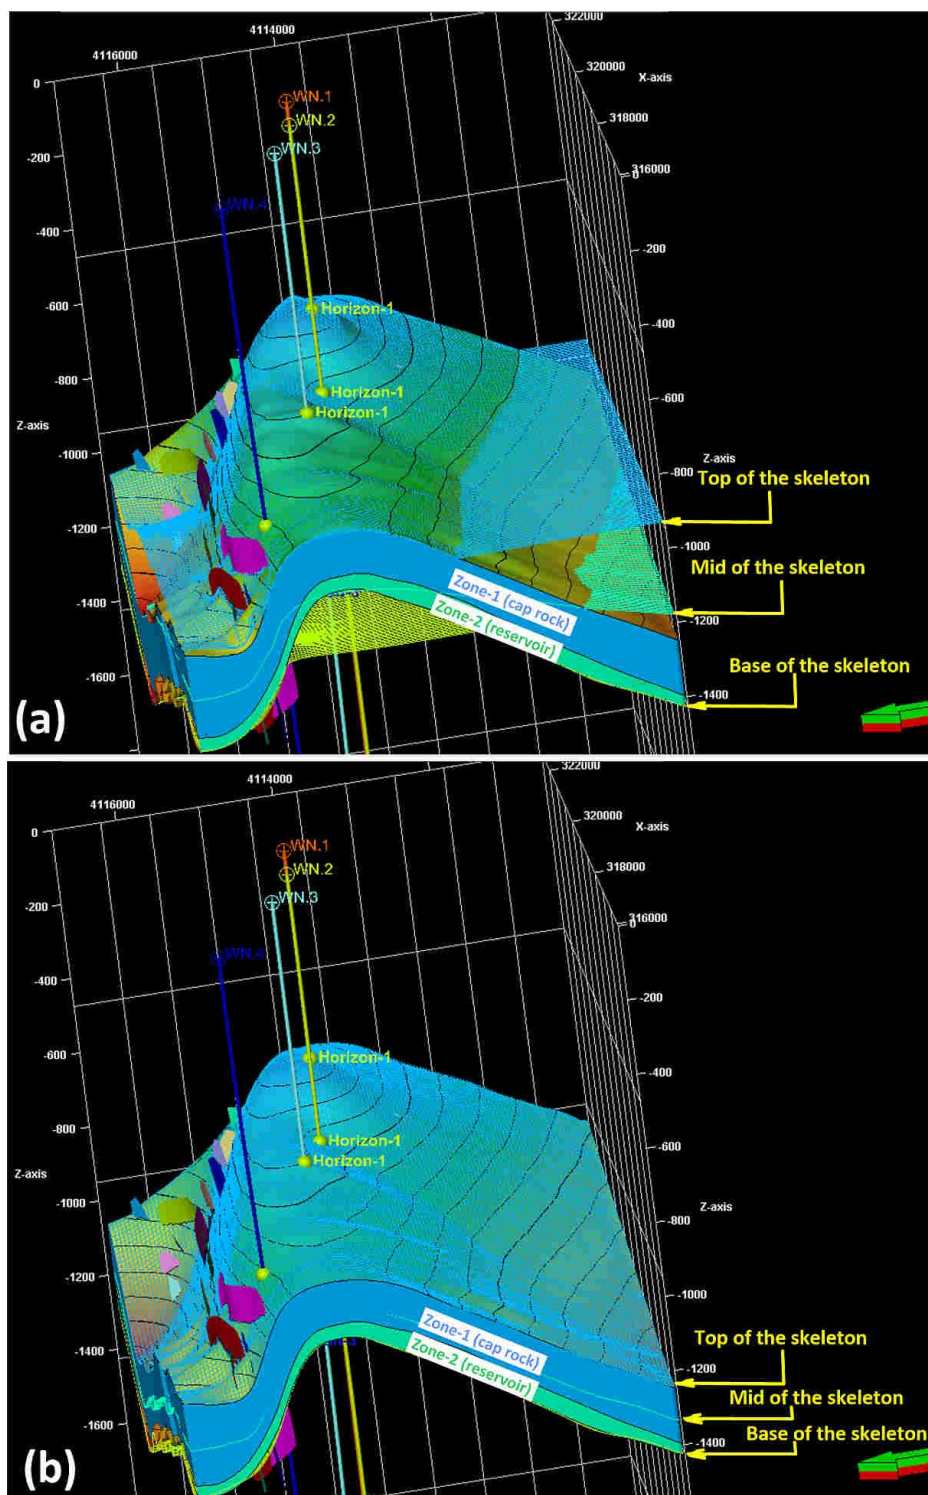 322000
4114000
4116000
320000
X-axis
0
318000
WN.1
WN.2
WN.3
316000
0
-200
WN.4
-200
-400
Horizon-1
-400
-600
-600
Horizon-1
-800
Horizon-1
Z-axis
-800
Z-axis
-1000
Top of the skeleton
-1000
-1200
Mid of the skeleton
Zone-1 (cap rock)
-1400
Zone-2 (reservoir)
-1200
Base of the skeleton
-1600
-1400
(a)
322000
4114000
4116000
320000
X-axis
0
WN.1
318000
WN.2
WN.3
-200
316000
0
WN.4
-400
-200
-600
Horizon-1
-400
-800
Horizon-1
-600
Horizon-1
Z-axis
-1000
-800
Z-axis
-1200
-1000
Zone-1 (cap rock)
Top of the skeleton
-1400
Zone-2 (reservoir)
-1200
Mid of the skeleton
-1600
-1400
Base of the skeleton
(b)